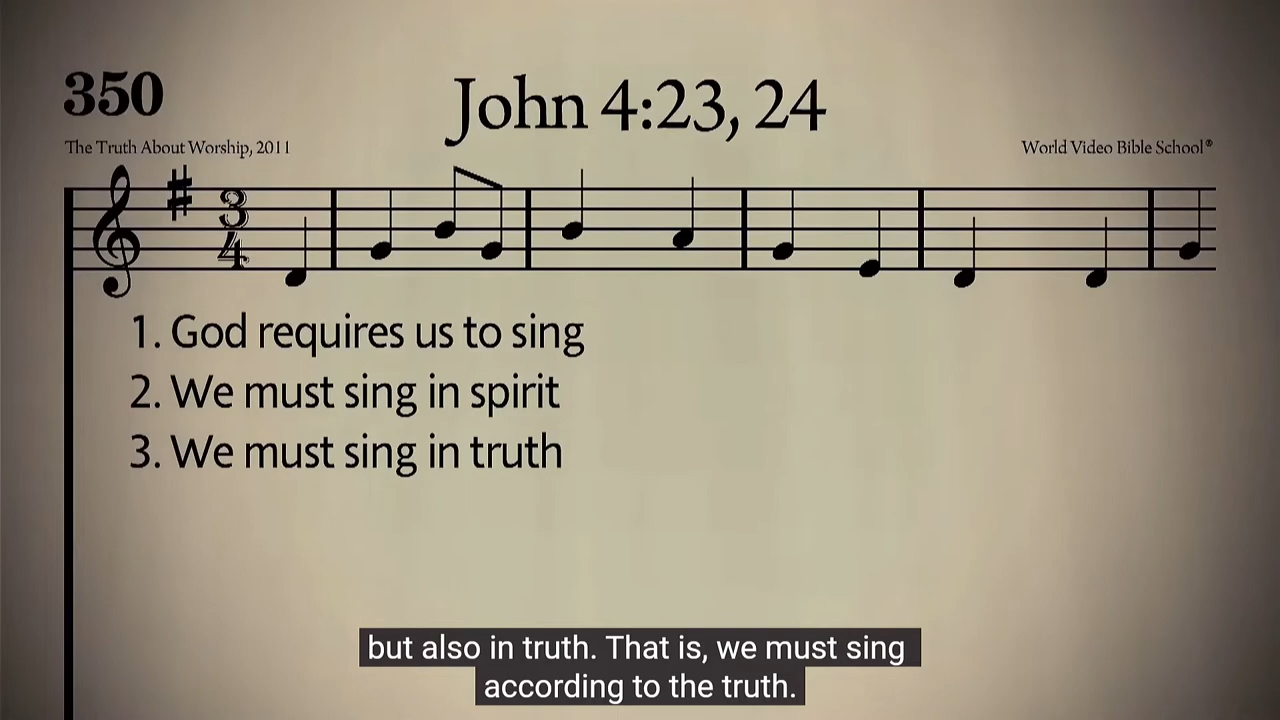 350
John 4:23, 24
The Truth About Worship, 2011
World Video Bible School®
3
4
1. God requires us to sing
2. We must sing in spirit
3. We must sing in truth
but also in truth. That is, we must sing
according to the truth.